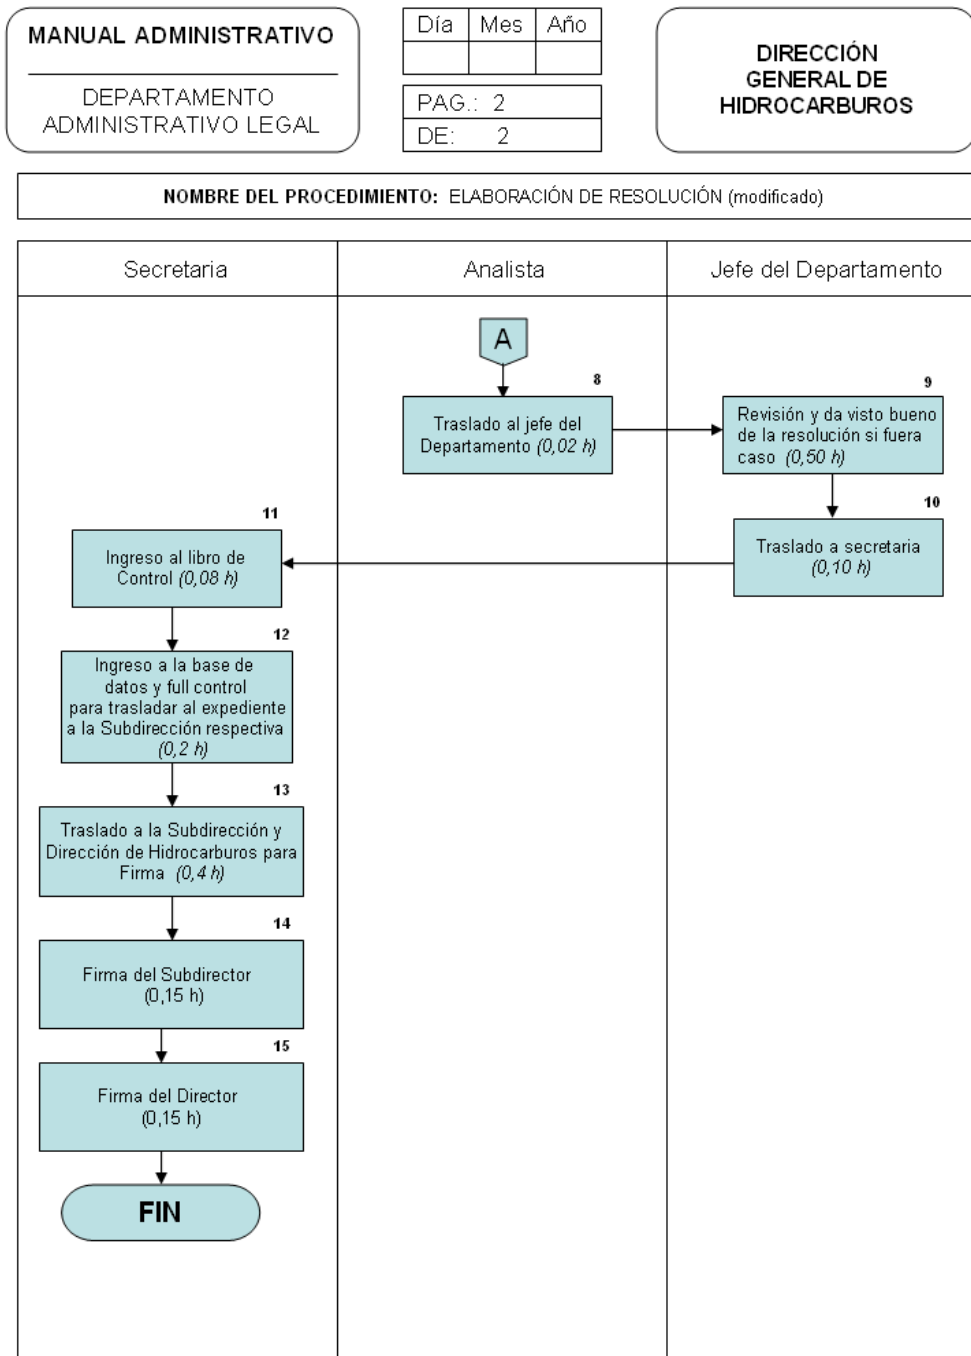 MANUAL ADMINISTRATIVO
DEPARTAMENTO
ADMINISTRATIVO LEGAL
Día Mes Año
PAG.: 2
DE: 2
DIRECCIÓN
GENERAL DE
HIDROCARBUROS
NOMBRE DEL PROCEDIMIENTO: ELABORACIÓN DE RESOLUCIÓN (modificado)
Secretaria
Analista
Jefe del Departamento
A
8
Traslado al jefe del
Departamento (0,02 h)
9
Revisión y da visto bueno
de la resolución si fuera
caso (0,50 h)
10
Traslado a secretaria
(0,10 h)
11
Ingreso al libro de
Control (0,08 h)
12
Ingreso a la base de
datos y full control
para trasladar al expediente
a la Subdirección respectiva
(0,2 h)
13
Traslado a la Subdirección y
Dirección de Hidrocarburos para
Firma (0,4 h)
14
Firma del Subdirector
(0,15 h)
15
Firma del Director
(0,15 h)
FIN